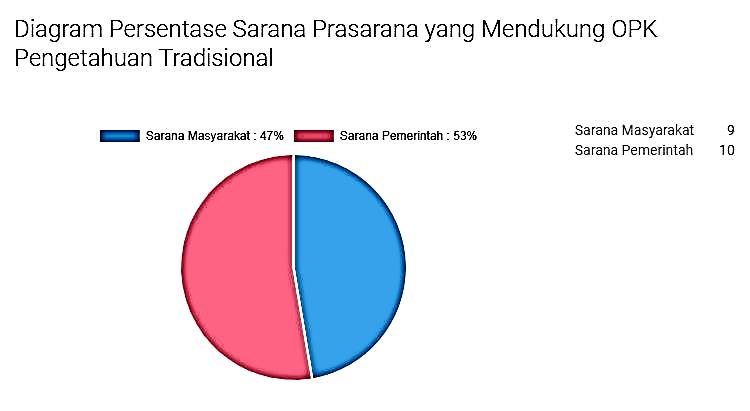 Diagram Persentase Sarana Prasarana yang Mendukung OPK
Pengetahuan Tradisional
Sarana Masyarakat : 47% Sarana Pemerintah : 53%
Sarana Masyarakat 9
Sarana Pemerintah 10